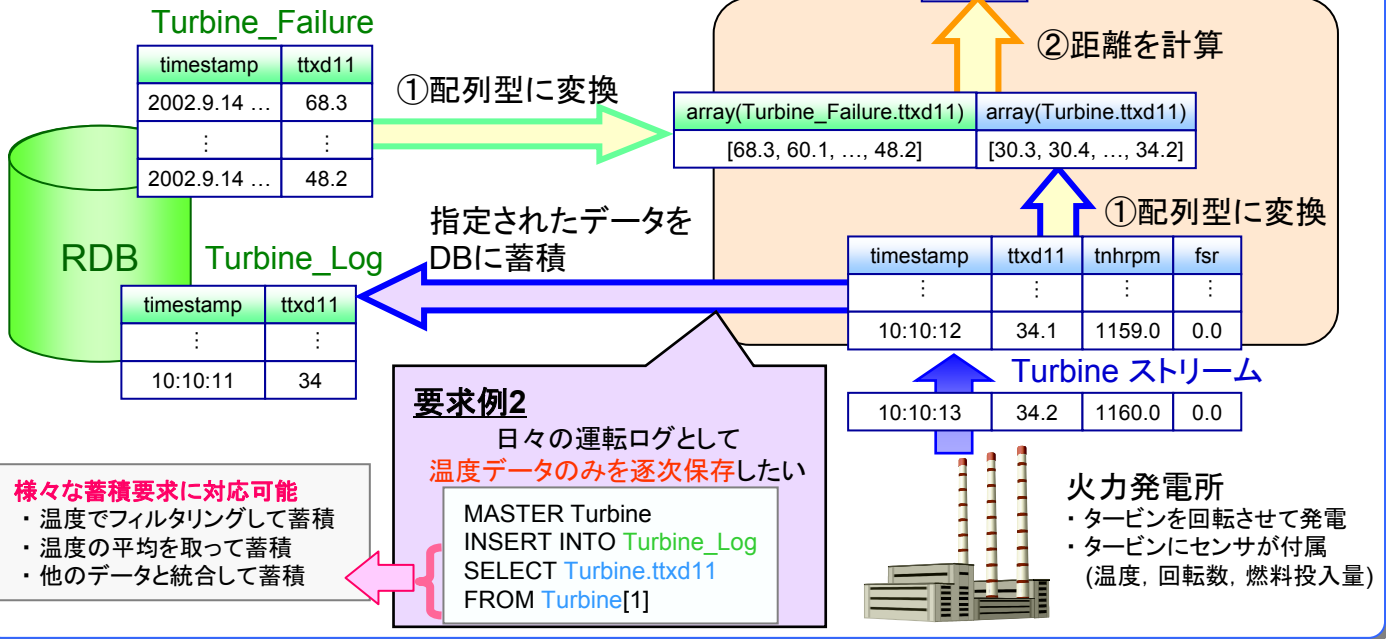 Turbine_Failure
timestamp ttxd11
2002.9.14 … 68.3
⋮ ⋮
2002.9.14 … 48.2
①配列型に変換
②距離を計算
array(Turbine_Failure.ttxd11) array(Turbine.ttxd11)
[68.3, 60.1, …, 48.2] [30.3, 30.4, …, 34.2]
①配列型に変換
指定されたデータを
DBに蓄積
RDB
Turbine_Log
timestamp ttxd11
⋮ ⋮
10:10:11 34
timestamp ttxd11 tnhrpm fsr
⋮ ⋮ ⋮ ⋮
10:10:12 34.1 1159.0 0.0
Turbine ストリーム
10:10:13 34.2 1160.0 0.0
要求例2
日々の運転ログとして
温度データのみを逐次保存したい
MASTER Turbine
INSERT INTO Turbine_Log
SELECT Turbine.ttxd11
FROM Turbine[1]
様々な蓄積要求に対応可能
・温度でフィルタリングして蓄積
・温度の平均を取って蓄積
・他のデータと統合して蓄積
火力発電所
・タービンを回転させて発電
・タービンにセンサが付属
(温度, 回転数, 燃料投入量)